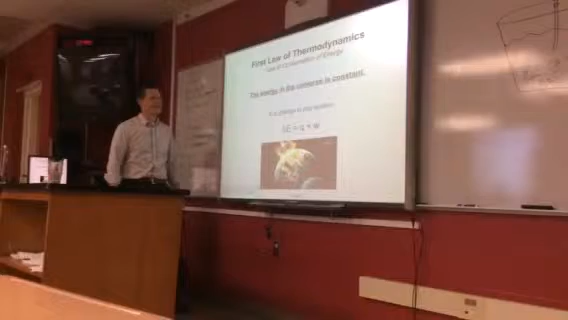 First Law of Thermodynamics
Law of Conservation of Energy
The energy in the universe is constant.
ΔE = q + w